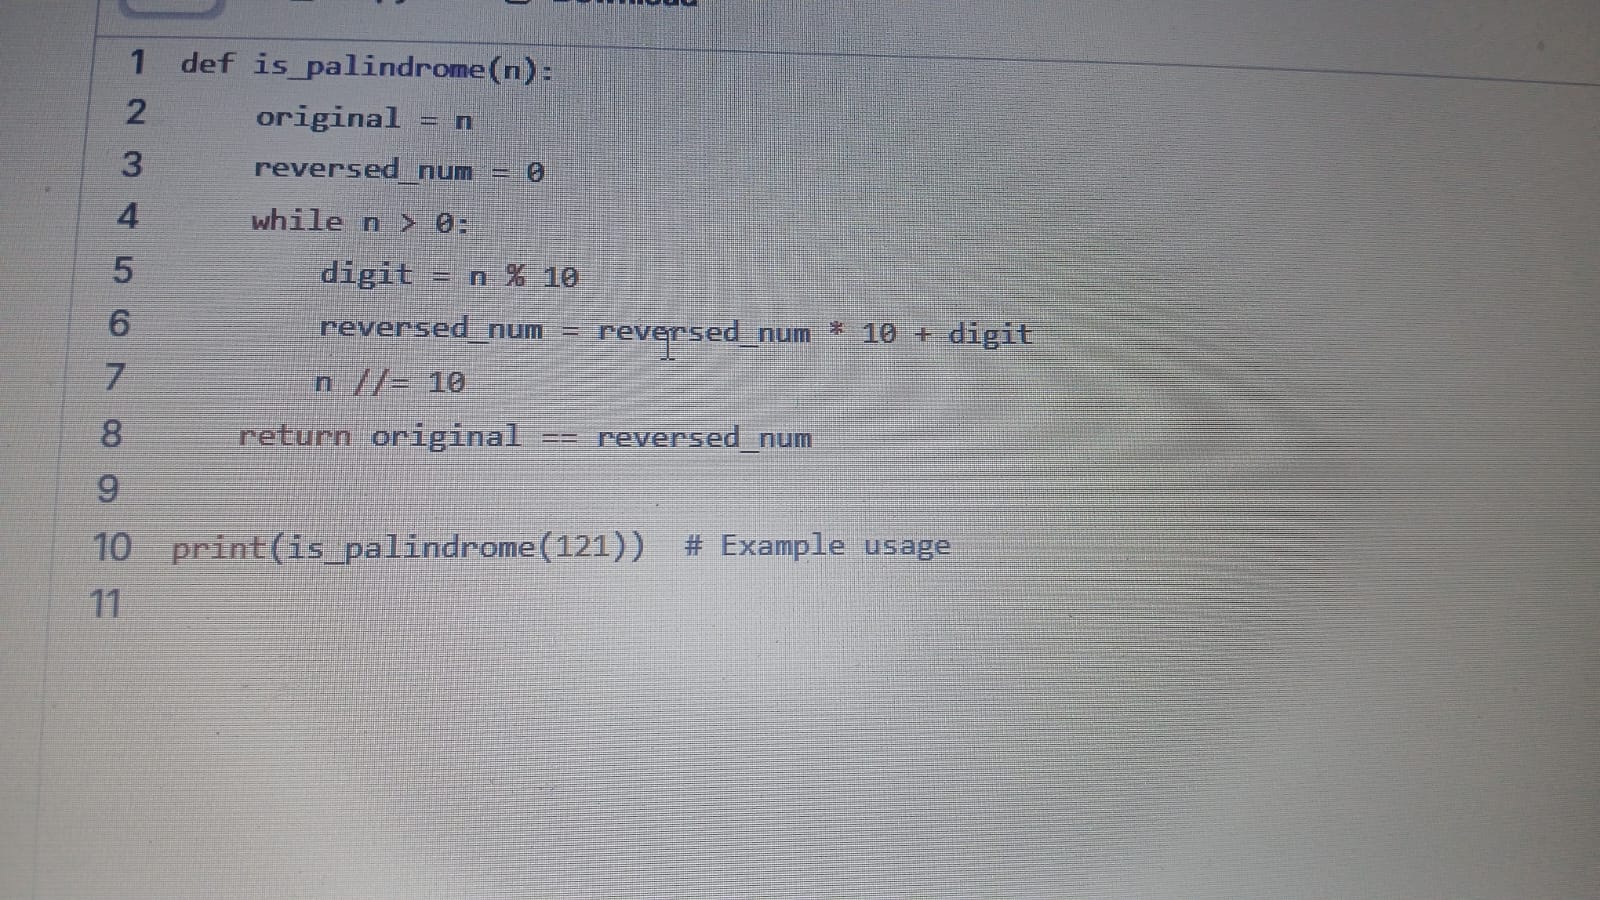 1 def is_palindrome(n):
2     original = n
3     reversed_num = 0
4     while n > 0:
5         digit = n % 10
6         reversed_num = reversed_num * 10 + digit
7         n //= 10
8     return original == reversed_num
9
10 print(is_palindrome(121))  # Example usage
11